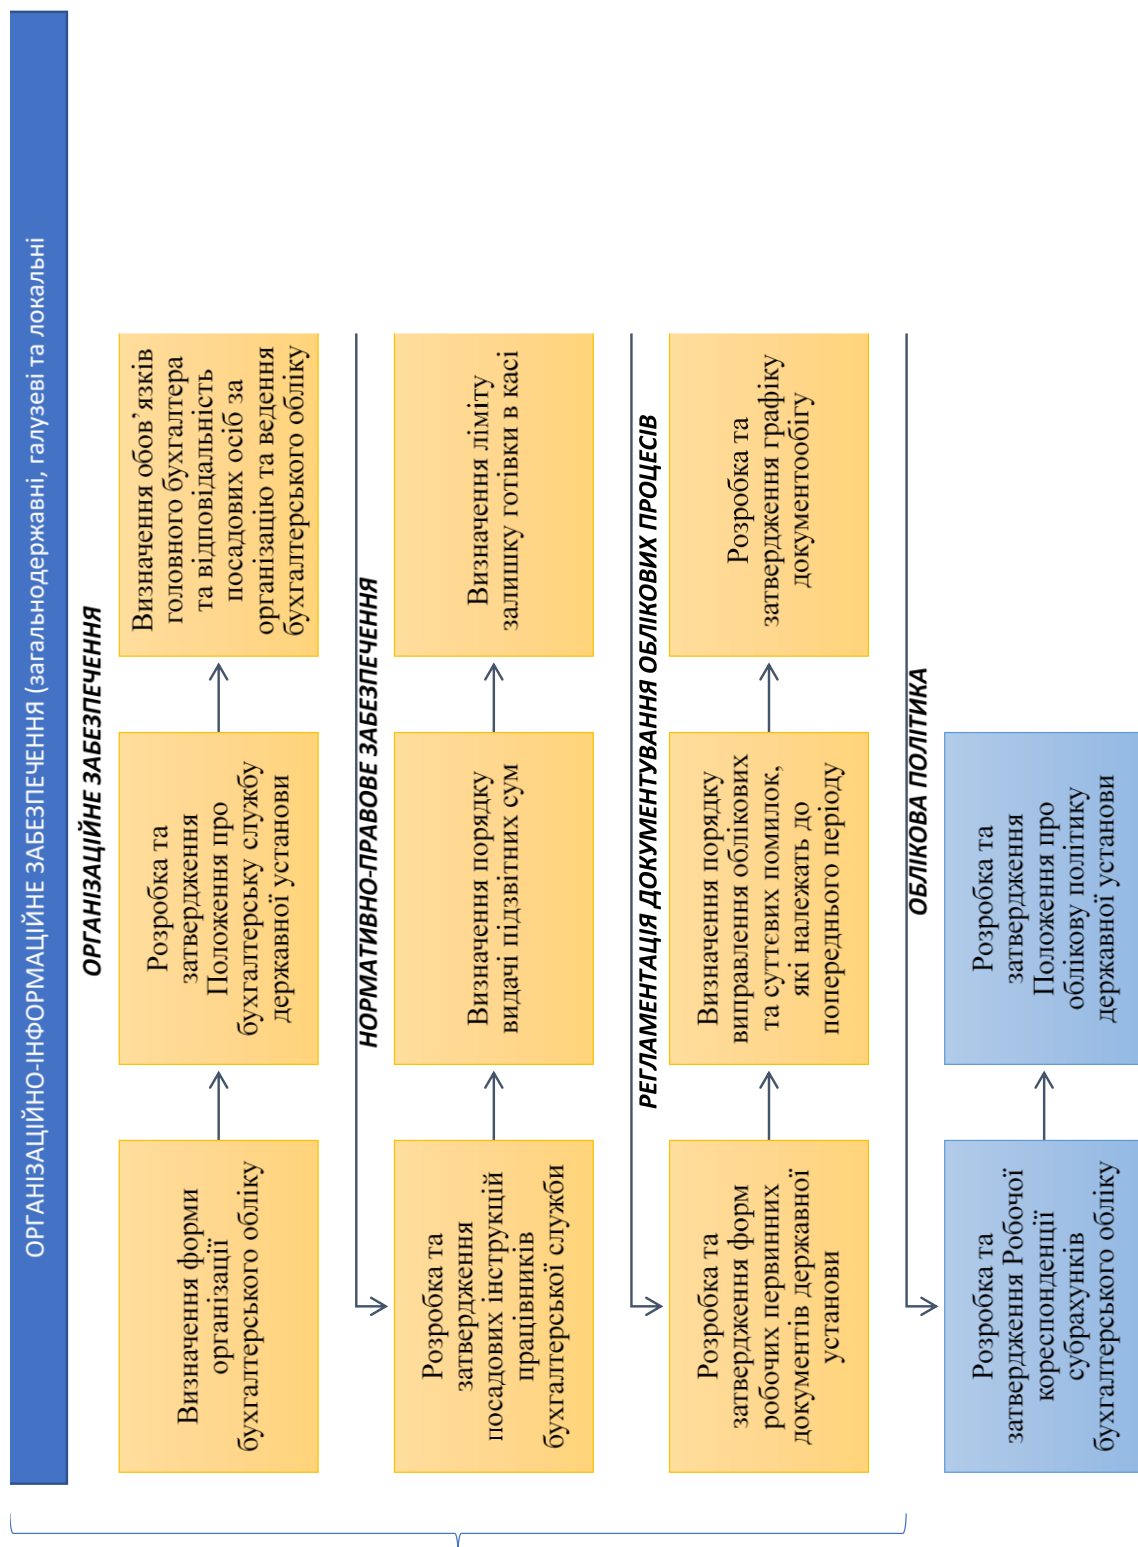 ОРГАНІЗАЦІЙНО-ІНФОРМАЦІЙНЕ ЗАБЕЗПЕЧЕННЯ (загальнодержавні, галузеві та локальні
ОРГАНІЗАЦІЙНЕ ЗАБЕЗПЕЧЕННЯ
Визначення форми
організації
бухгалтерського обліку
Розробка та
затвердження
Положення про
бухгалтерську службу
державної установи
Визначення обов’язків
головного бухгалтера
та відповідальність
посадових осіб за
організацію та ведення
бухгалтерського обліку
НОРМАТИВНО-ПРАВОВЕ ЗАБЕЗПЕЧЕННЯ
Розробка та
затвердження
посадових інструкцій
працівників
бухгалтерської служби
Визначення порядку
видачі підзвітних сум
Визначення ліміту
залишку готівки в касі
РЕГЛАМЕНТАЦІЯ ДОКУМЕНТУВАННЯ ОБЛІКОВИХ ПРОЦЕСІВ
Розробка та
затвердження форм
робочих первинних
документів державної
установи
Визначення порядку
виправлення облікових
та суттєвих помилок,
які належать до
попереднього періоду
Розробка та
затвердження графіку
документообігу
ОБЛІКОВА ПОЛІТИКА
Розробка та
затвердження Робочої
кореспонденції
субрахунків
бухгалтерського обліку
Розробка та
затвердження
Положення про
облікову політику
державної установи